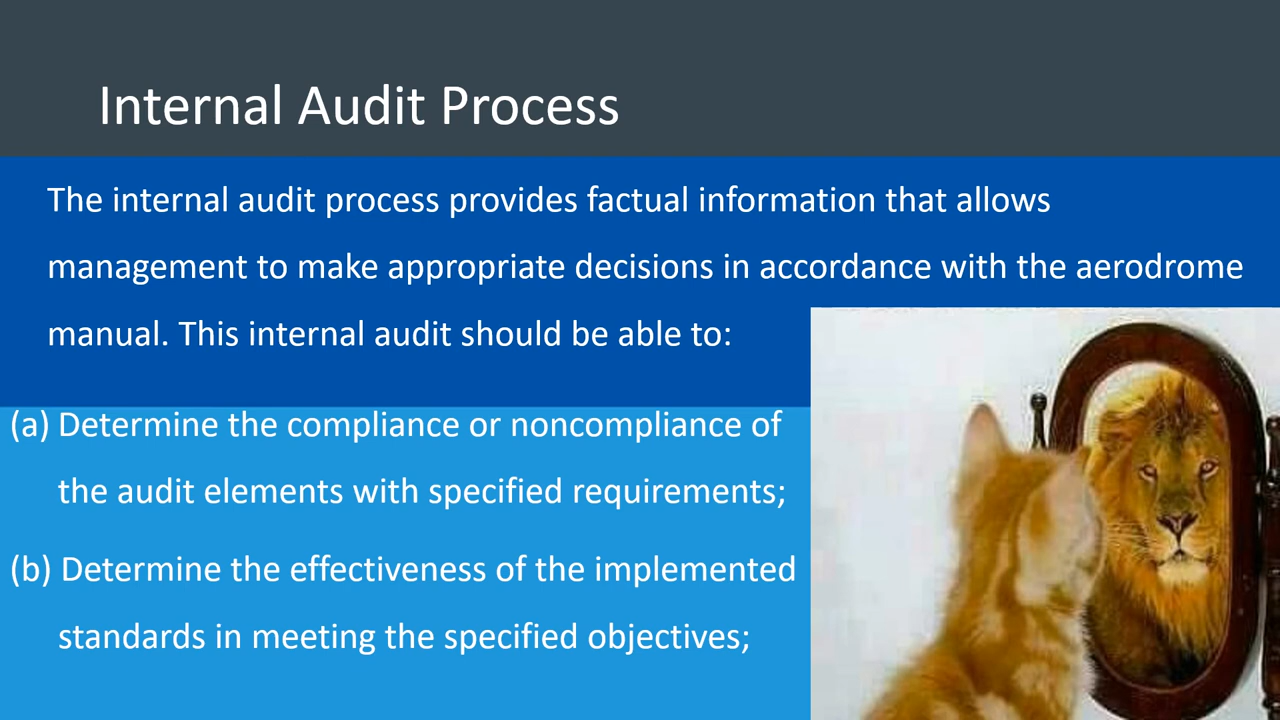 Internal Audit Process
The internal audit process provides factual information that allows
management to make appropriate decisions in accordance with the aerodrome
manual. This internal audit should be able to:
(a) Determine the compliance or noncompliance of
the audit elements with specified requirements;
(b) Determine the effectiveness of the implemented
standards in meeting the specified objectives;